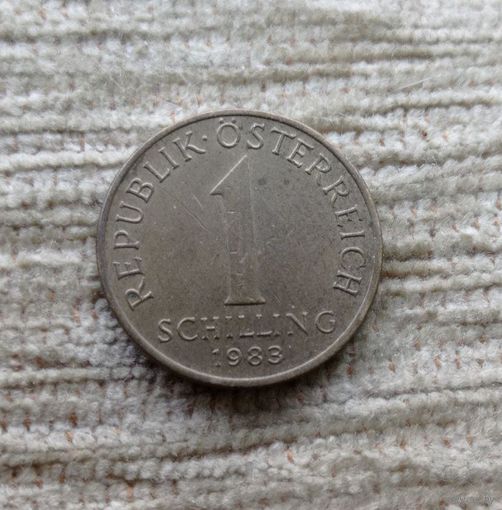 REPUBLIK·ÖSTERREICH
1
SCHILLING
1983